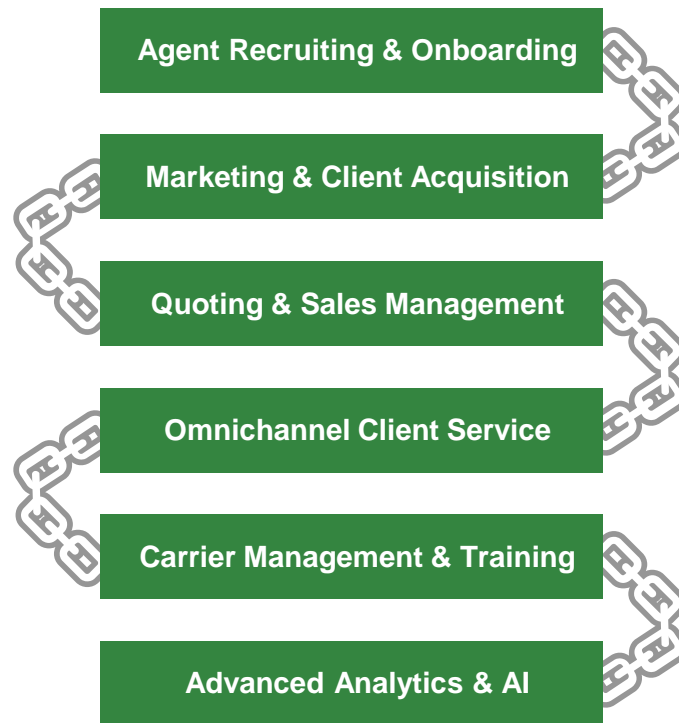 Agent Recruiting & Onboarding
Marketing & Client Acquisition
Quoting & Sales Management
Omnichannel Client Service
Carrier Management & Training
Advanced Analytics & AI